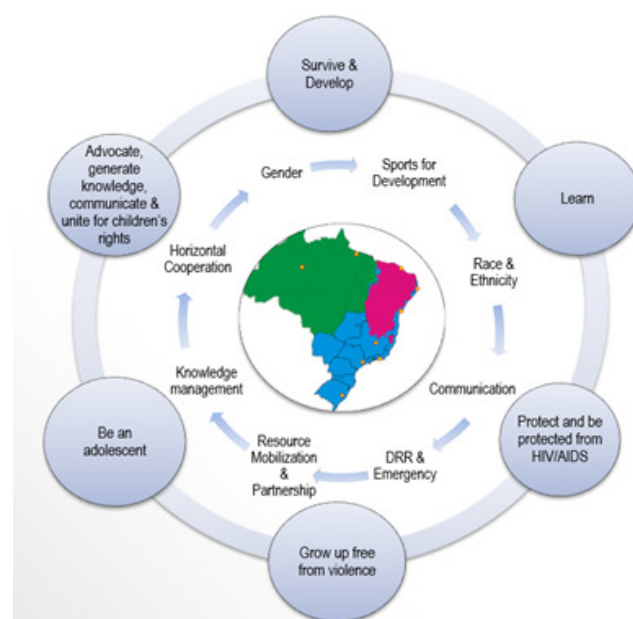 Survive &
Develop
Advocate,
generate
knowledge,
communicate &
unite for children's
rights
Gender
Sports for
Development
Learn
Horizontal
Cooperation
Race &
Ethnicity
Knowledge
management
Communication
Be an
adolescent
Resource
Mobilization
&
Partnership
DRR &
Emergency
Protect and be
protected from
HIV/AIDS
Grow up free
from violence